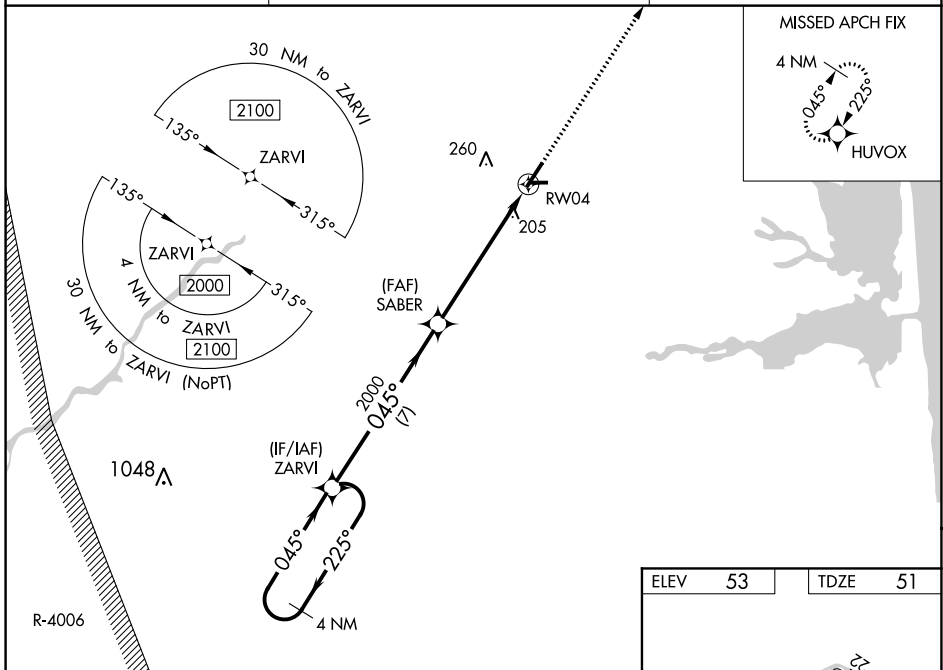 30 NM to ZARVI
2100
135°
ZARVI
315°
135°
ZARVI
4 NM to ZARVI
2000
315°
30 NM to ZARVI (NoPT)
2100
MISSED APCH FIX
4 NM
045°
225°
HUVOX
260
RW04
205
(FAF)
SABER
2000
045°
(7)
1048
(IF/IAF)
ZARVI
045°
225°
4 NM
R-4006
ELEV 53
TDZE 51
22